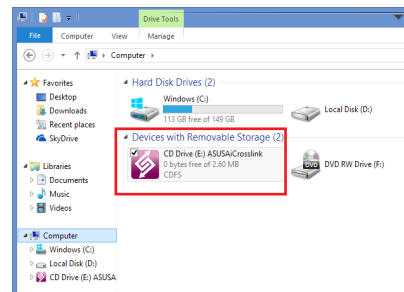 Drive Tools
File Computer View Manage
Computer
Favorites
Desktop
Downloads
Recent places
SkyDrive
Libraries
Documents
Music
Videos
Computer
Windows (C:)
Local Disk (D:)
CD Drive (E:) ASUSA
Hard Disk Drives (2)
Windows (C:)
113 GB free of 149 GB
Local Disk (D:)
Devices with Removable Storage (2)
CD Drive (E:) ASUSAiCrosslink
0 bytes free of 2.60 MB
CDFS
DVD RW Drive (F:)
DVD